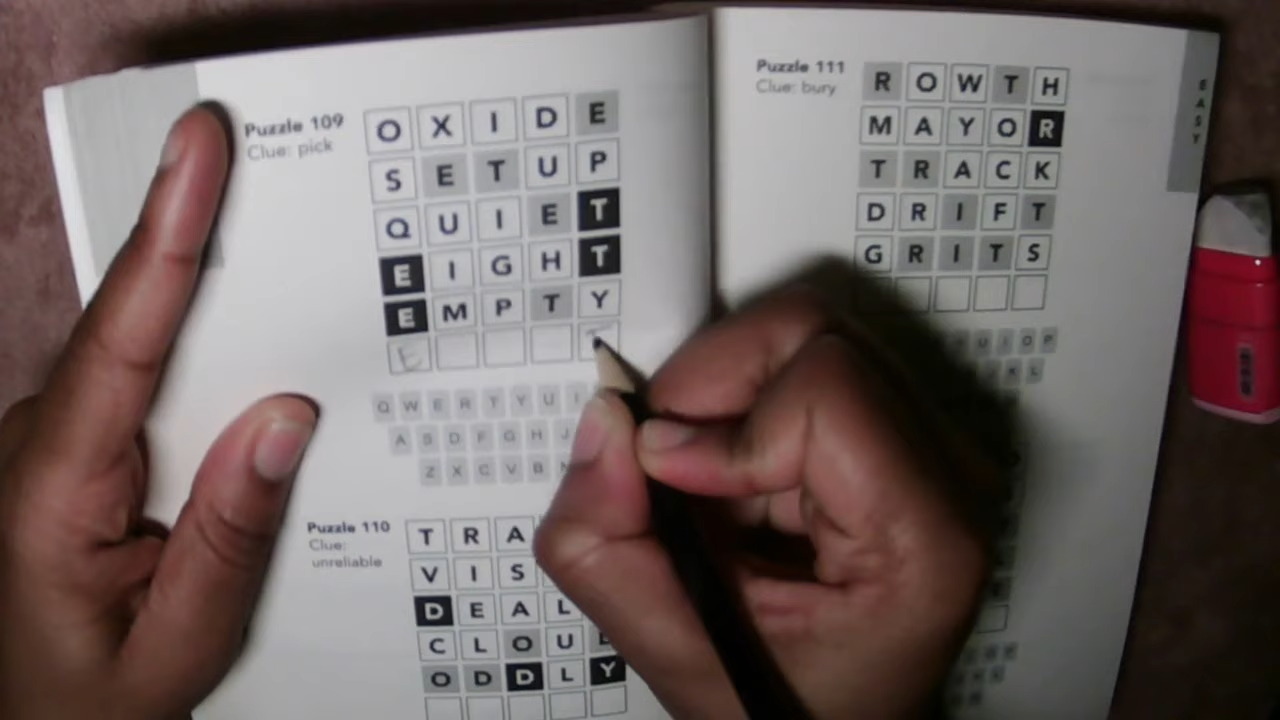 Puzzle 109
Clue: pick
O X I D E
S E T U P
Q U I E T
E I G H T
E M P T Y
E T
Q W E R T Y U I
A S D F G H J
Z X C V B N
Puzzle 110
Clue:
unreliable
T R A
V I S
D E A L
C L O U D
O D D L Y
Puzzle 111
Clue: bury
R O W T H
M A Y O R
T R A C K
D R I F T
G R I T S
U I O P
K L
EASY